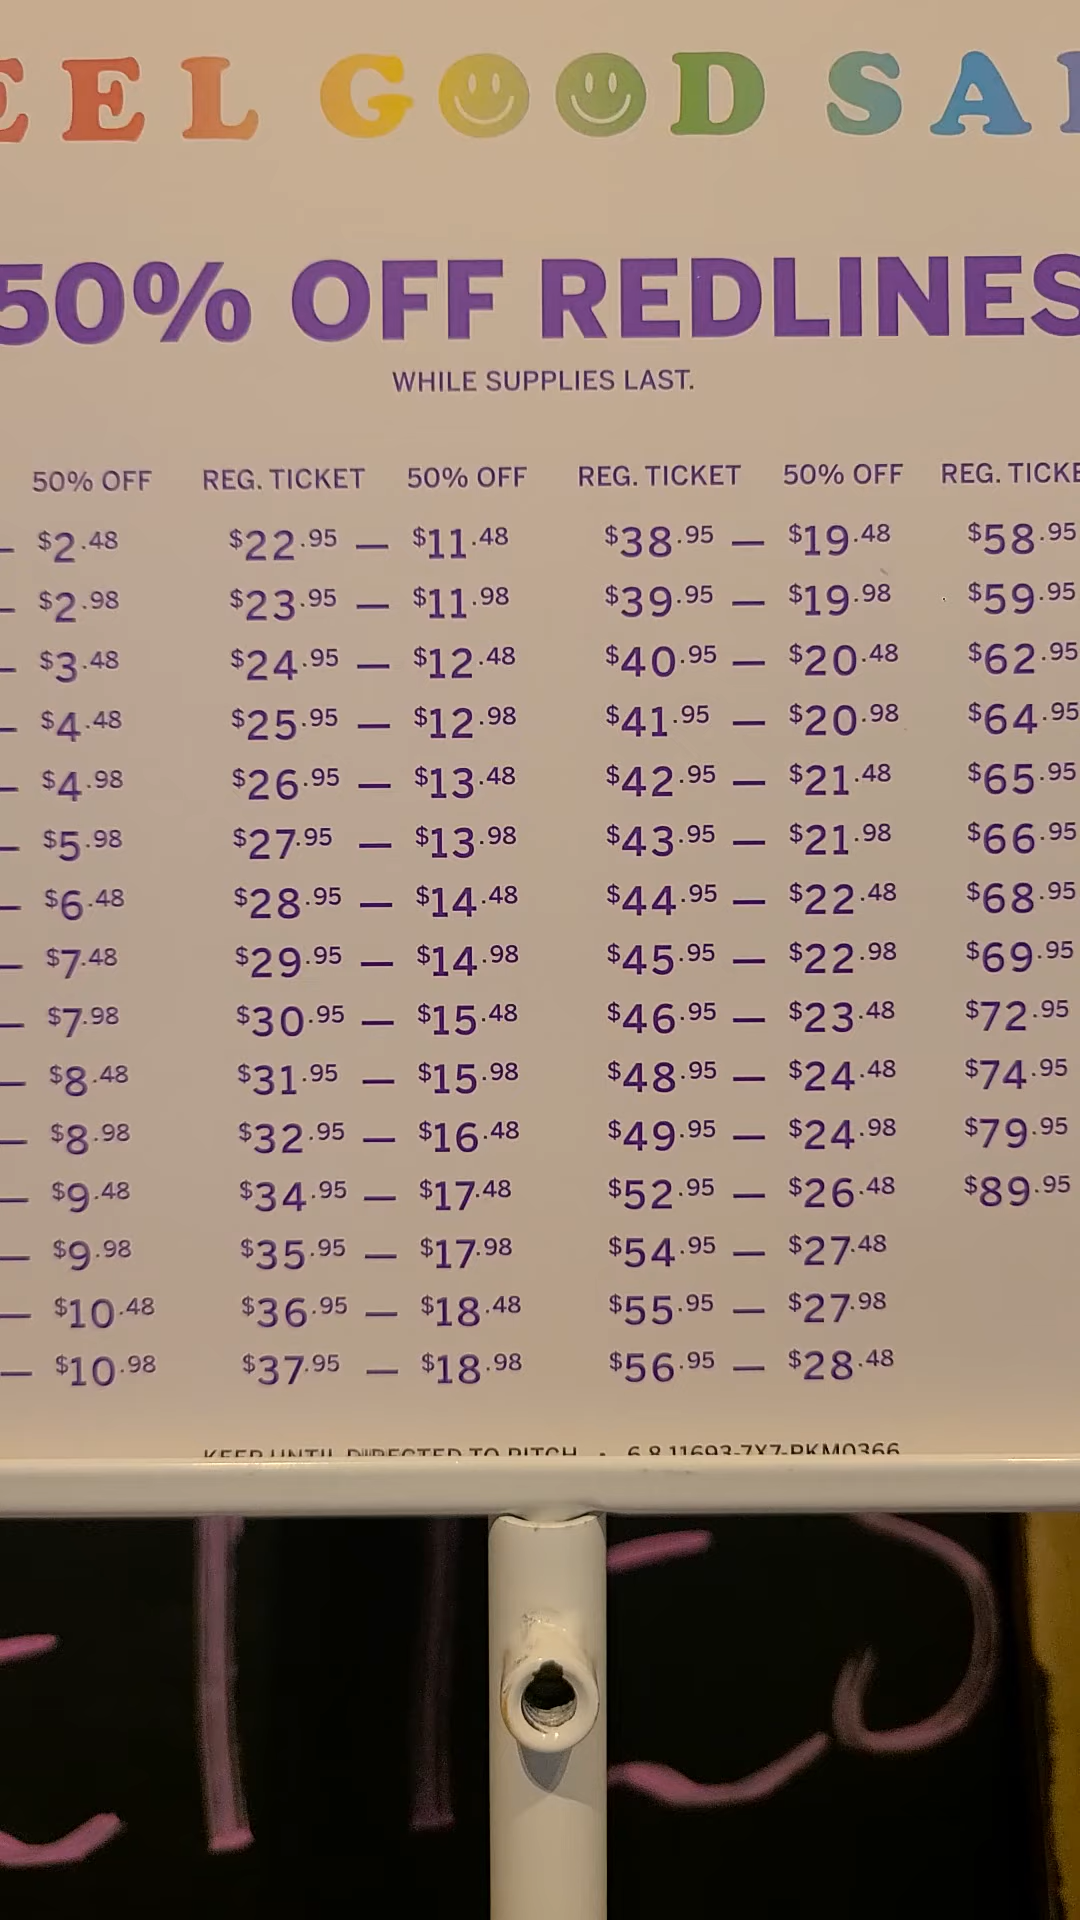 EEL GOOD SA
50% OFF REDLINES
WHILE SUPPLIES LAST.
50% OFF REG. TICKET 50% OFF REG. TICKET 50% OFF REG. TICKE
— $2.48 $22.95 — $11.48 $38.95 — $19.48 $58.95
— $2.98 $23.95 — $11.98 $39.95 — $19.98 $59.95
— $3.48 $24.95 — $12.48 $40.95 — $20.48 $62.95
— $4.48 $25.95 — $12.98 $41.95 — $20.98 $64.95
— $4.98 $26.95 — $13.48 $42.95 — $21.48 $65.95
— $5.98 $27.95 — $13.98 $43.95 — $21.98 $66.95
— $6.48 $28.95 — $14.48 $44.95 — $22.48 $68.95
— $7.48 $29.95 — $14.98 $45.95 — $22.98 $69.95
— $7.98 $30.95 — $15.48 $46.95 — $23.48 $72.95
— $8.48 $31.95 — $15.98 $48.95 — $24.48 $74.95
— $8.98 $32.95 — $16.48 $49.95 — $24.98 $79.95
— $9.48 $34.95 — $17.48 $52.95 — $26.48 $89.95
— $9.98 $35.95 — $17.98 $54.95 — $27.48
— $10.48 $36.95 — $18.48 $55.95 — $27.98
— $10.98 $37.95 — $18.98 $56.95 — $28.48
KEEP UNTIL DIRECTED TO PITCH • 6.8.11693-7X7-PKM0366